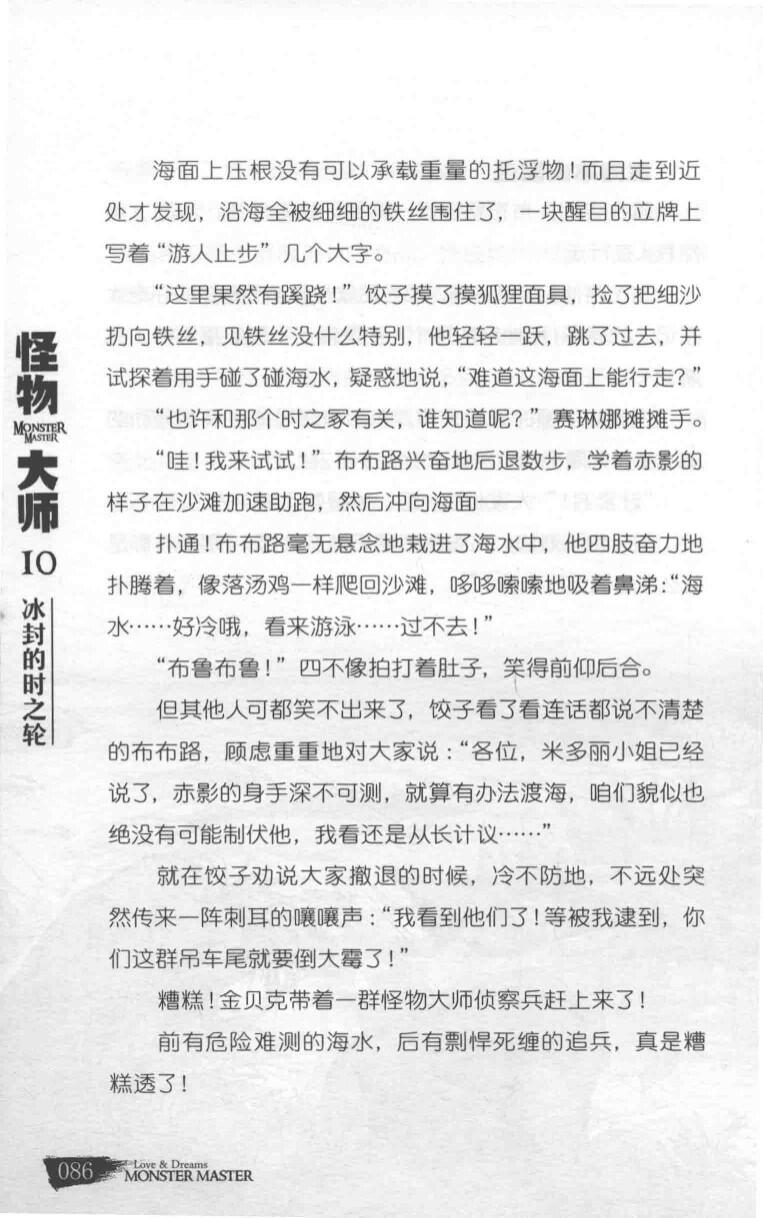 海面上压根没有可以承载重量的托浮物！而且走到近
处才发现，沿海全被细细的铁丝围住了，一块醒目的立牌上
写着“游人止步”几个大字。
“这里果然有蹊跷！”饺子摸了摸狐狸面具，捡了把细沙
扔向铁丝，见铁丝没什么特别，他轻轻一跃，跳了过去，并
试探着用手碰了碰海水，疑惑地说，“难道这海面上能行走？”
“也许和那个时之冢有关，谁知道呢？”赛琳娜摊摊手。
“哇！我来试试！”布布路兴奋地后退数步，学着赤影的
样子在沙滩加速助跑，然后冲向海面——
扑通！布布路毫无悬念地栽进了海水中，他四肢奋力地
扑腾着，像落汤鸡一样爬回沙滩，哆哆嗦嗦地吸着鼻涕：“海
水……好冷哦，看来游泳……过不去！”
“布鲁布鲁！”四不像拍打着肚子，笑得前仰后合。
但其他人可都笑不出来了，饺子看了看连话都说不清楚
的布布路，顾虑重重地对大家说：“各位，米多丽小姐已经
说了，赤影的身手深不可测，就算有办法渡海，咱们貌似也
绝没有可能制伏他，我看还是从长计议……”
就在饺子劝说大家撤退的时候，冷不防地，不远处突
然传来一阵刺耳的嚷嚷声：“我看到他们了！等被我逮到，你
们这群吊车尾就要倒大霉了！”
糟糕！金贝克带着一群怪物大师侦察兵赶上来了！
前有危险难测的海水，后有剽悍死缠的追兵，真是糟
糕透了！
怪物
MONSTER
MASTER
大师
10
冰封的时之轮
086
Love & Dreams
MONSTER MASTER